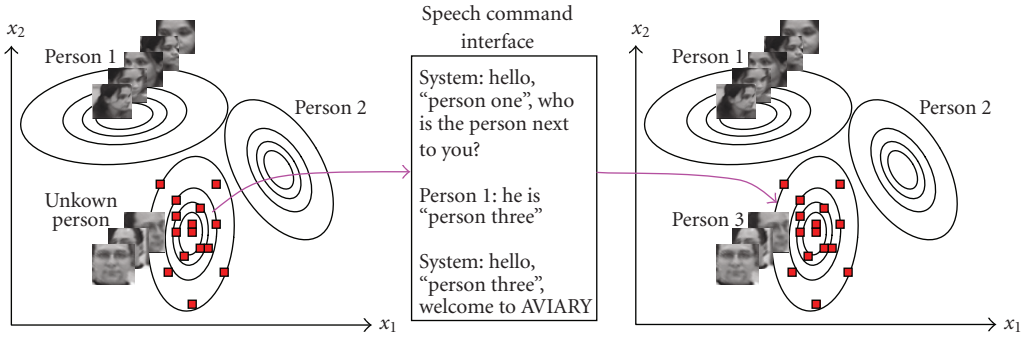 x2
Person 1
Person 2
Unkown
person
x1
Speech command
interface
System: hello,
“person one”, who
is the person next
to you?
Person 1: he is
“person three”
System: hello,
“person three”,
welcome to AVIARY
x2
Person 1
Person 2
Person 3
x1